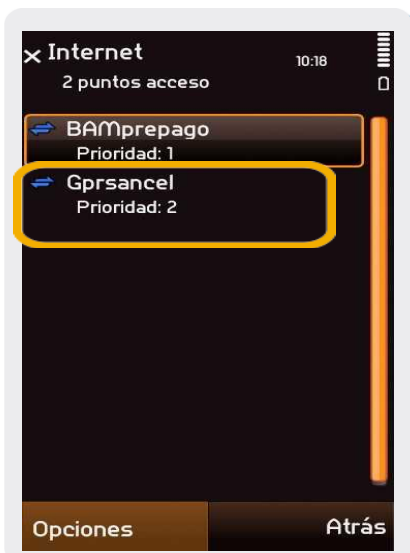 Internet
10:18
2 puntos acceso
BAMprepago
Prioridad: 1
Gprsancel
Prioridad: 2
Opciones
Atrás